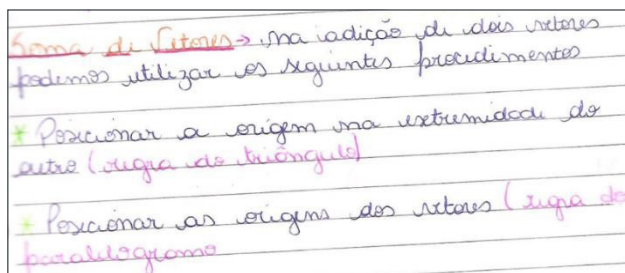 Soma de Vetores → na adição de dois vetores
podemos utilizar os seguintes procedimentos
* Posicionar a origem na extremidade do
outro (regra do triângulo)
* Posicionar as origens dos vetores (regra do
paralelogramo